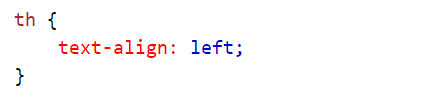 th {
    text-align: left;
}